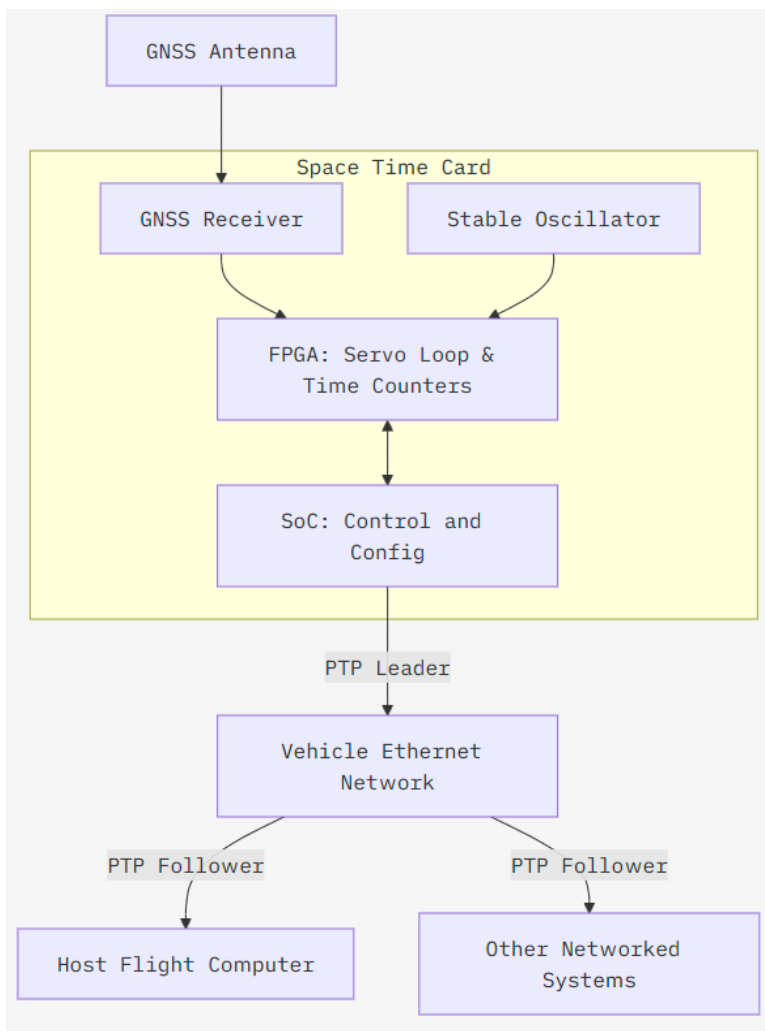 GNSS Antenna
Space Time Card
GNSS Receiver
Stable Oscillator
FPGA: Servo Loop &
Time Counters
SoC: Control and
Config
PTP Leader
Vehicle Ethernet
Network
PTP Follower
PTP Follower
Host Flight Computer
Other Networked
Systems